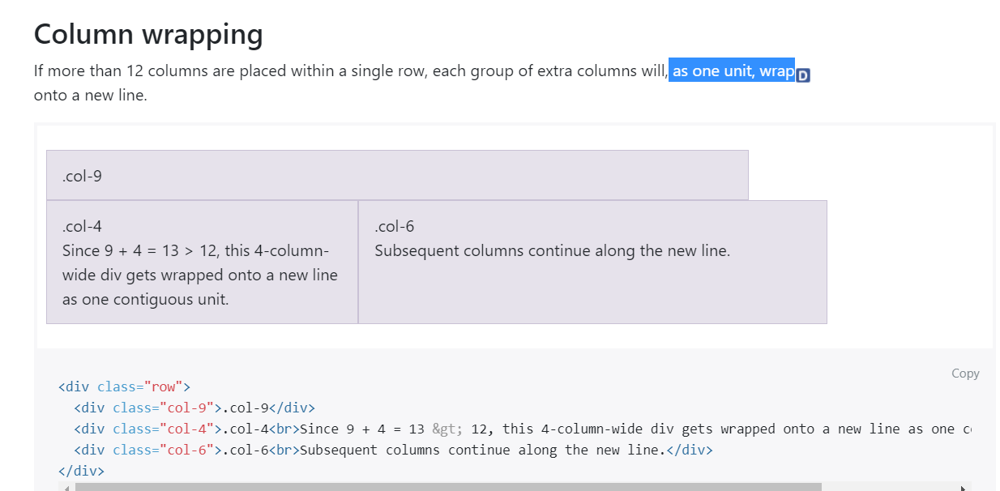 Column wrapping
If more than 12 columns are placed within a single row, each group of extra columns will, as one unit, wrap
D
onto a new line.
.col-9
.col-4
Since 9 + 4 = 13 > 12, this 4-column-
wide div gets wrapped onto a new line
as one contiguous unit.
.col-6
Subsequent columns continue along the new line.
Copy
<div class="row">
  <div class="col-9">.col-9</div>
  <div class="col-4">.col-4<br>Since 9 + 4 = 13 &gt; 12, this 4-column-wide div gets wrapped onto a new line as one
  <div class="col-6">.col-6<br>Subsequent columns continue along the new line.</div>
</div>